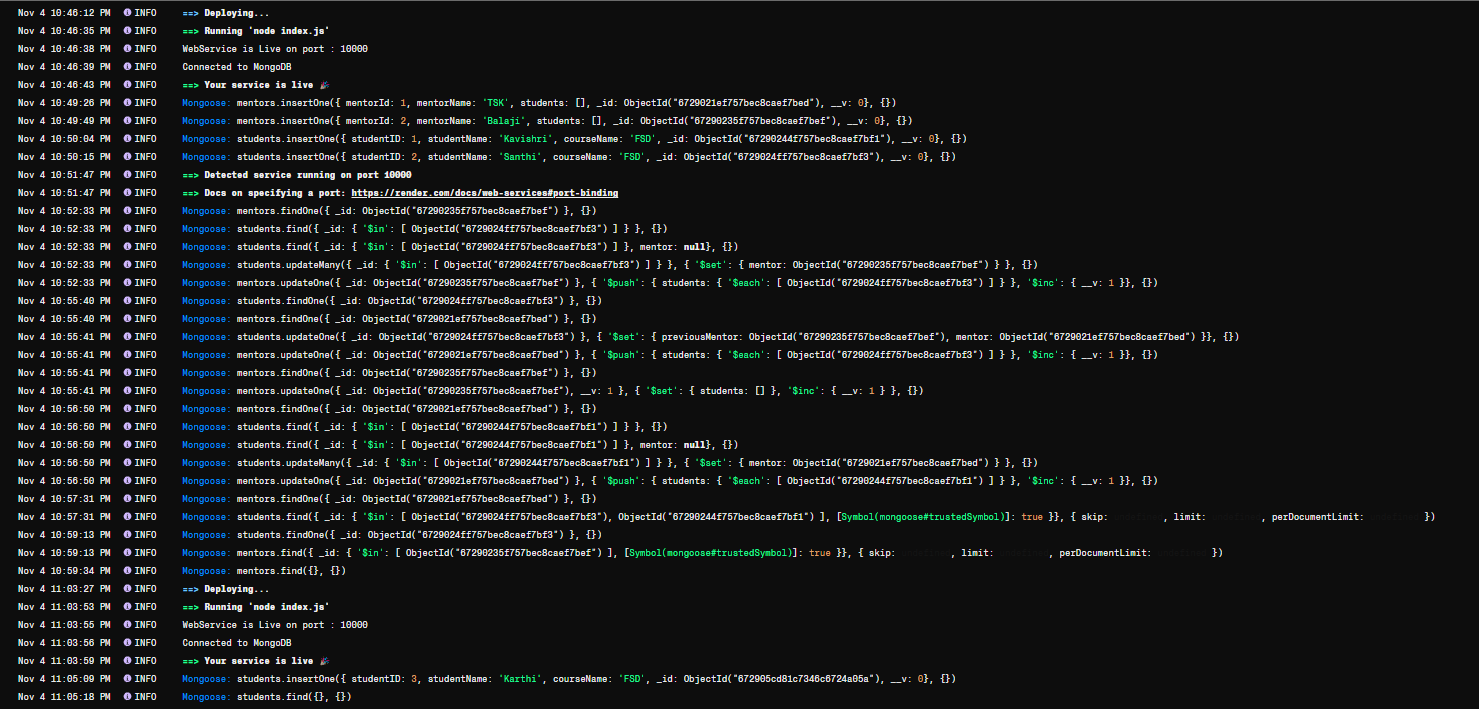 Nov 4 10:46:12 PM INFO ==> Deploying...
Nov 4 10:46:35 PM INFO ==> Running 'node index.js'
Nov 4 10:46:38 PM INFO WebService is Live on port : 10000
Nov 4 10:46:39 PM INFO Connected to MongoDB
Nov 4 10:46:43 PM INFO ==> Your service is live 🎉
Nov 4 10:49:26 PM INFO Mongoose: mentors.insertOne({ mentorId: 1, mentorName: 'TSK', students: [], _id: ObjectId("6729021ef757bec8caef7bed"), __v: 0}, {})
Nov 4 10:49:49 PM INFO Mongoose: mentors.insertOne({ mentorId: 2, mentorName: 'Balaji', students: [], _id: ObjectId("67290235f757bec8caef7bef"), __v: 0}, {})
Nov 4 10:50:04 PM INFO Mongoose: students.insertOne({ studentID: 1, studentName: 'Kavishri', courseName: 'FSD', _id: ObjectId("67290244f757bec8caef7bf1"), __v: 0}, {})
Nov 4 10:50:15 PM INFO Mongoose: students.insertOne({ studentID: 2, studentName: 'Santhi', courseName: 'FSD', _id: ObjectId("6729024ff757bec8caef7bf3"), __v: 0}, {})
Nov 4 10:51:47 PM INFO ==> Detected service running on port 10000
Nov 4 10:51:47 PM INFO ==> Docs on specifying a port: https://render.com/docs/web-services#port-binding
Nov 4 10:52:33 PM INFO Mongoose: mentors.findOne({ _id: ObjectId("67290235f757bec8caef7bef") }, {})
Nov 4 10:52:33 PM INFO Mongoose: students.find({ _id: { '$in': [ ObjectId("6729024ff757bec8caef7bf3") ] } }, {})
Nov 4 10:52:33 PM INFO Mongoose: students.find({ _id: { '$in': [ ObjectId("6729024ff757bec8caef7bf3") ] }, mentor: null}, {})
Nov 4 10:52:33 PM INFO Mongoose: students.updateMany({ _id: { '$in': [ ObjectId("6729024ff757bec8caef7bf3") ] } }, { '$set': { mentor: ObjectId("67290235f757bec8caef7bef") } }, {})
Nov 4 10:52:33 PM INFO Mongoose: mentors.updateOne({ _id: ObjectId("67290235f757bec8caef7bef") }, { '$push': { students: { '$each': [ ObjectId("6729024ff757bec8caef7bf3") ] } }, '$inc': { __v: 1 }}, {})
Nov 4 10:55:40 PM INFO Mongoose: students.findOne({ _id: ObjectId("6729024ff757bec8caef7bf3") }, {})
Nov 4 10:55:40 PM INFO Mongoose: mentors.findOne({ _id: ObjectId("6729021ef757bec8caef7bed") }, {})
Nov 4 10:55:41 PM INFO Mongoose: students.updateOne({ _id: ObjectId("6729024ff757bec8caef7bf3") }, { '$set': { previousMentor: ObjectId("67290235f757bec8caef7bef"), mentor: ObjectId("6729021ef757bec8caef7bed") }}, {})
Nov 4 10:55:41 PM INFO Mongoose: mentors.updateOne({ _id: ObjectId("6729021ef757bec8caef7bed") }, { '$push': { students: { '$each': [ ObjectId("6729024ff757bec8caef7bf3") ] } }, '$inc': { __v: 1 }}, {})
Nov 4 10:55:41 PM INFO Mongoose: mentors.findOne({ _id: ObjectId("67290235f757bec8caef7bef") }, {})
Nov 4 10:55:41 PM INFO Mongoose: mentors.updateOne({ _id: ObjectId("67290235f757bec8caef7bef"), __v: 1 }, { '$set': { students: [] }, '$inc': { __v: 1 } }, {})
Nov 4 10:56:50 PM INFO Mongoose: mentors.findOne({ _id: ObjectId("6729021ef757bec8caef7bed") }, {})
Nov 4 10:56:50 PM INFO Mongoose: students.find({ _id: { '$in': [ ObjectId("67290244f757bec8caef7bf1") ] } }, {})
Nov 4 10:56:50 PM INFO Mongoose: students.find({ _id: { '$in': [ ObjectId("67290244f757bec8caef7bf1") ] }, mentor: null}, {})
Nov 4 10:56:50 PM INFO Mongoose: students.updateMany({ _id: { '$in': [ ObjectId("67290244f757bec8caef7bf1") ] } }, { '$set': { mentor: ObjectId("6729021ef757bec8caef7bed") } }, {})
Nov 4 10:56:50 PM INFO Mongoose: mentors.updateOne({ _id: ObjectId("6729021ef757bec8caef7bed") }, { '$push': { students: { '$each': [ ObjectId("67290244f757bec8caef7bf1") ] } }, '$inc': { __v: 1 }}, {})
Nov 4 10:57:31 PM INFO Mongoose: mentors.findOne({ _id: ObjectId("6729021ef757bec8caef7bed") }, {})
Nov 4 10:57:31 PM INFO Mongoose: students.find({ _id: { '$in': [ ObjectId("6729024ff757bec8caef7bf3"), ObjectId("67290244f757bec8caef7bf1") ], [Symbol(mongoose#trustedSymbol)]: true }}, { skip: , limit: , perDocumentLimit: })
Nov 4 10:59:13 PM INFO Mongoose: students.findOne({ _id: ObjectId("6729024ff757bec8caef7bf3") }, {})
Nov 4 10:59:13 PM INFO Mongoose: mentors.find({ _id: { '$in': [ ObjectId("67290235f757bec8caef7bef") ], [Symbol(mongoose#trustedSymbol)]: true }}, { skip: , limit: , perDocumentLimit: })
Nov 4 10:59:34 PM INFO Mongoose: mentors.find({}, {})
Nov 4 11:03:27 PM INFO ==> Deploying...
Nov 4 11:03:53 PM INFO ==> Running 'node index.js'
Nov 4 11:03:55 PM INFO WebService is Live on port : 10000
Nov 4 11:03:56 PM INFO Connected to MongoDB
Nov 4 11:03:59 PM INFO ==> Your service is live 🎉
Nov 4 11:05:09 PM INFO Mongoose: students.insertOne({ studentID: 3, studentName: 'Karthi', courseName: 'FSD', _id: ObjectId("672905cd81c7346c6724a05a"), __v: 0}, {})
Nov 4 11:05:18 PM INFO Mongoose: students.find({}, {})